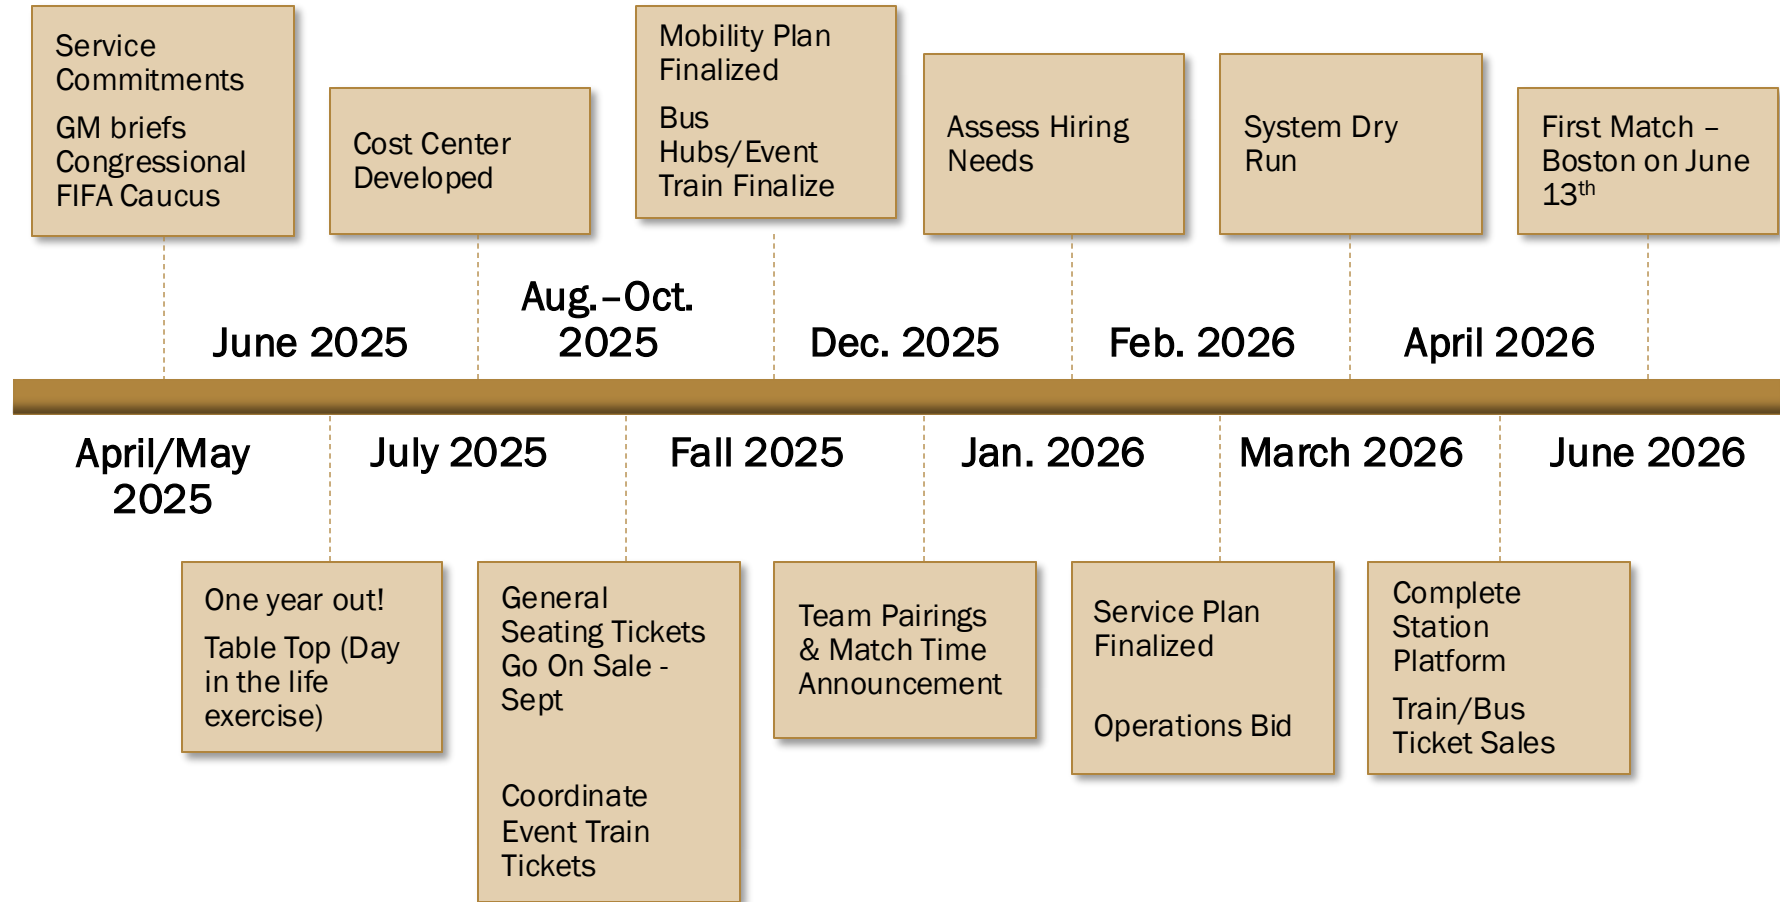 Service
Commitments
GM briefs
Congressional
FIFA Caucus
Cost Center
Developed
Mobility Plan
Finalized
Bus
Hubs/Event
Train Finalize
Assess Hiring
Needs
System Dry
Run
First Match –
Boston on June
13th
June 2025
Aug.–Oct.
2025
Dec. 2025
Feb. 2026
April 2026
April/May
2025
July 2025
Fall 2025
Jan. 2026
March 2026
June 2026
One year out!
Table Top (Day
in the life
exercise)
General
Seating Tickets
Go On Sale -
Sept
Coordinate
Event Train
Tickets
Team Pairings
& Match Time
Announcement
Service Plan
Finalized
Operations Bid
Complete
Station
Platform
Train/Bus
Ticket Sales